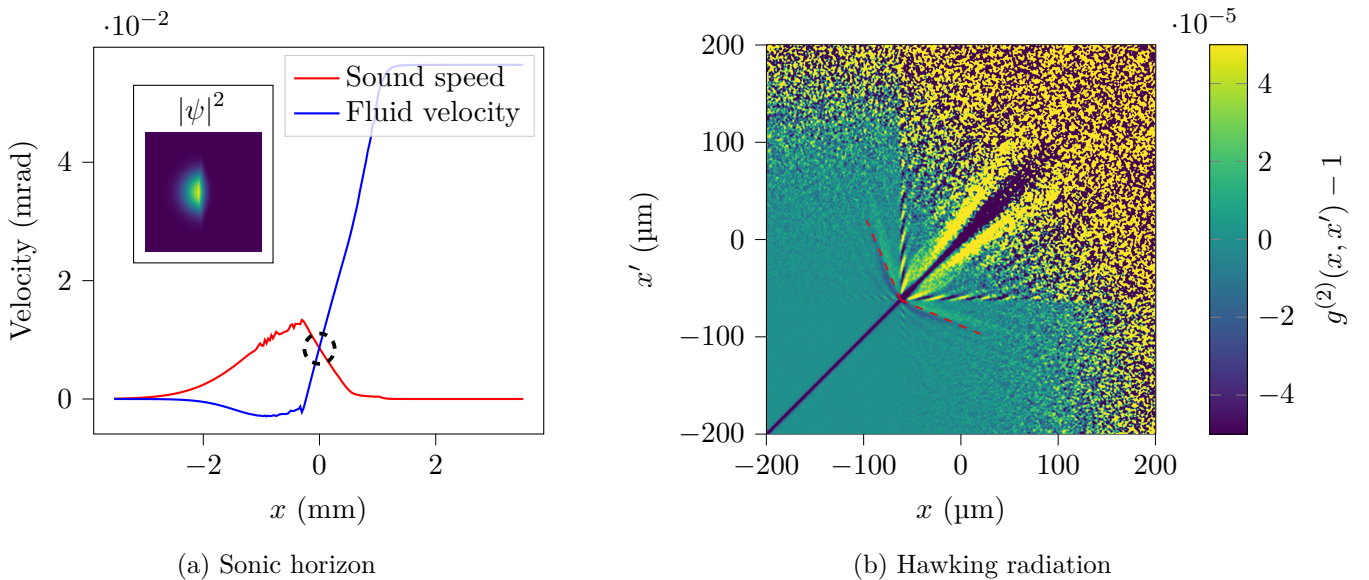 ·10⁻²
Sound speed
Fluid velocity
|ψ|²
Velocity (mrad)
4
2
0
−2
0
2
x (mm)
(a) Sonic horizon
200
100
0
−100
−200
x′ (µm)
−200
−100
0
100
200
x (µm)
(b) Hawking radiation
·10⁻⁵
4
2
0
−2
−4
g⁽²⁾(x, x′) − 1